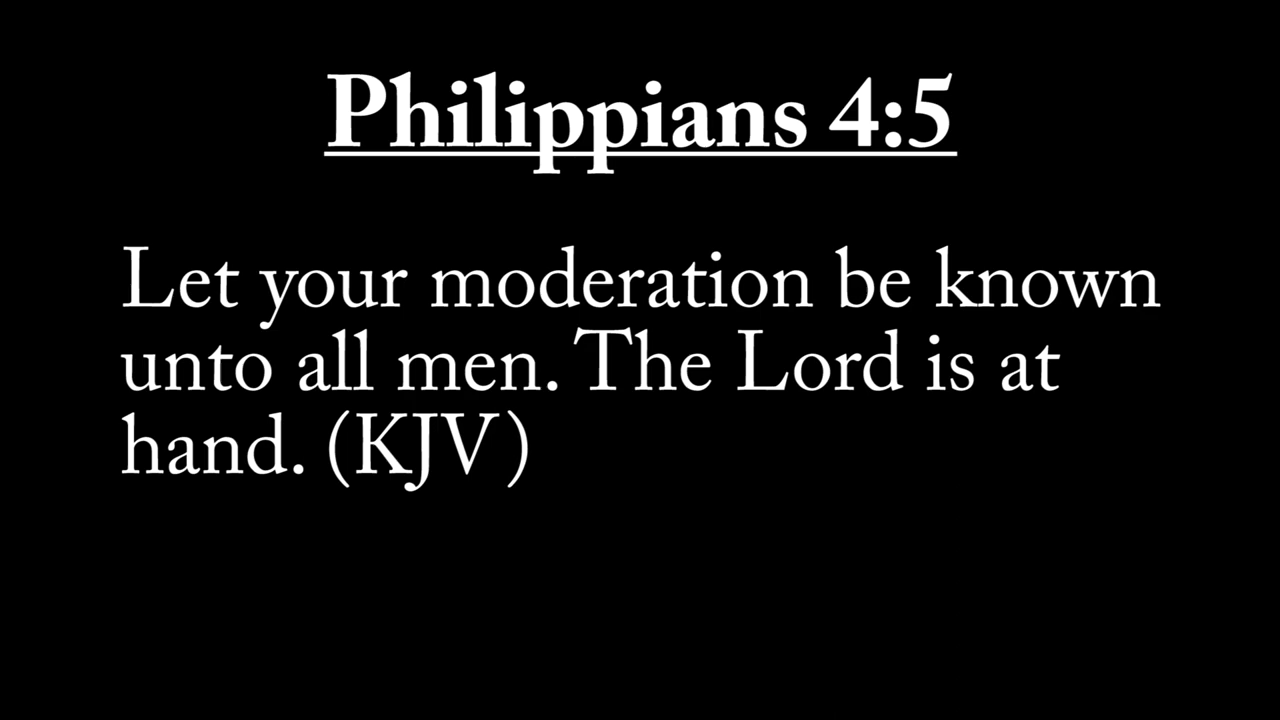 Philippians 4:5
Let your moderation be known
unto all men. The Lord is at
hand. (KJV)